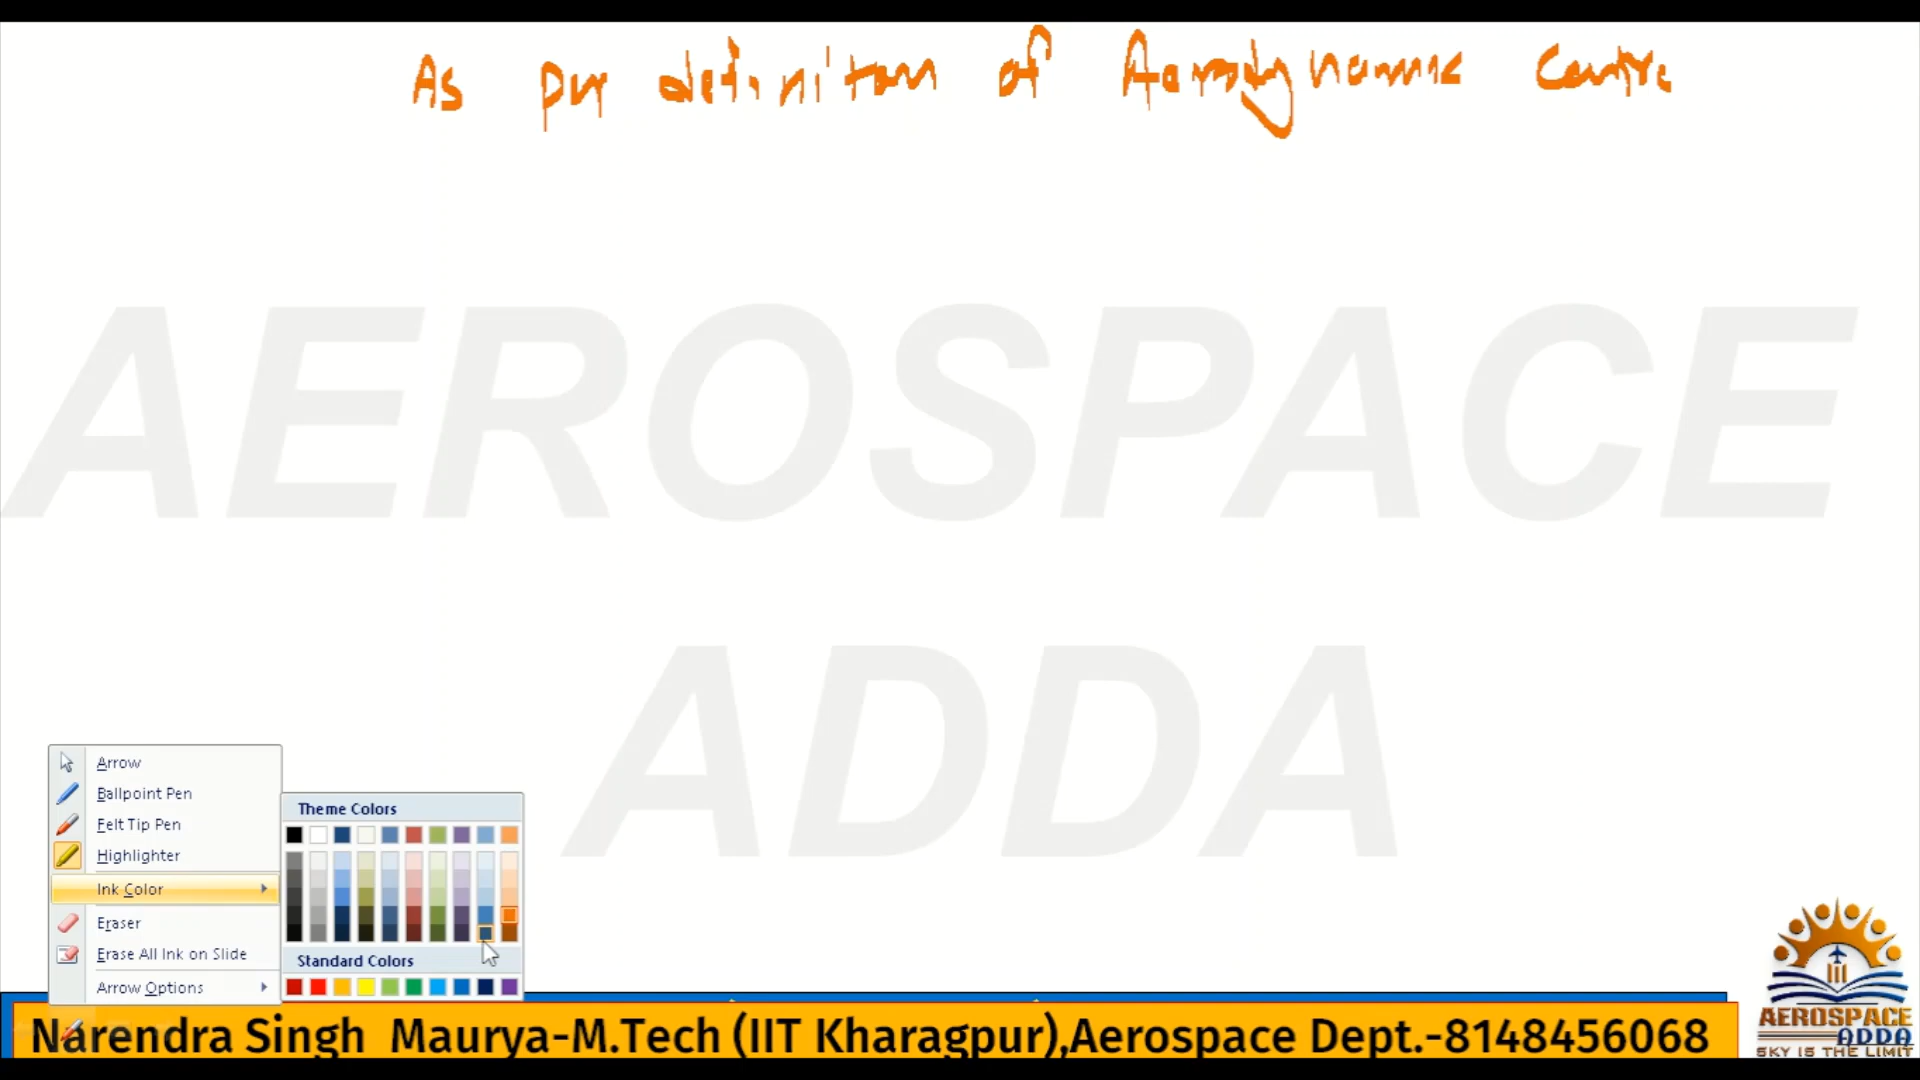 As per definition of Aerodynamic Centre
AEROSPACE
ADDA
Arrow
Ballpoint Pen
Felt Tip Pen
Highlighter
Ink Color
Eraser
Erase All Ink on Slide
Arrow Options
Theme Colors
Standard Colors
Narendra Singh Maurya-M.Tech (IIT Kharagpur),Aerospace Dept.-8148456068
AEROSPACE
ADDA
SKY IS THE LIMIT